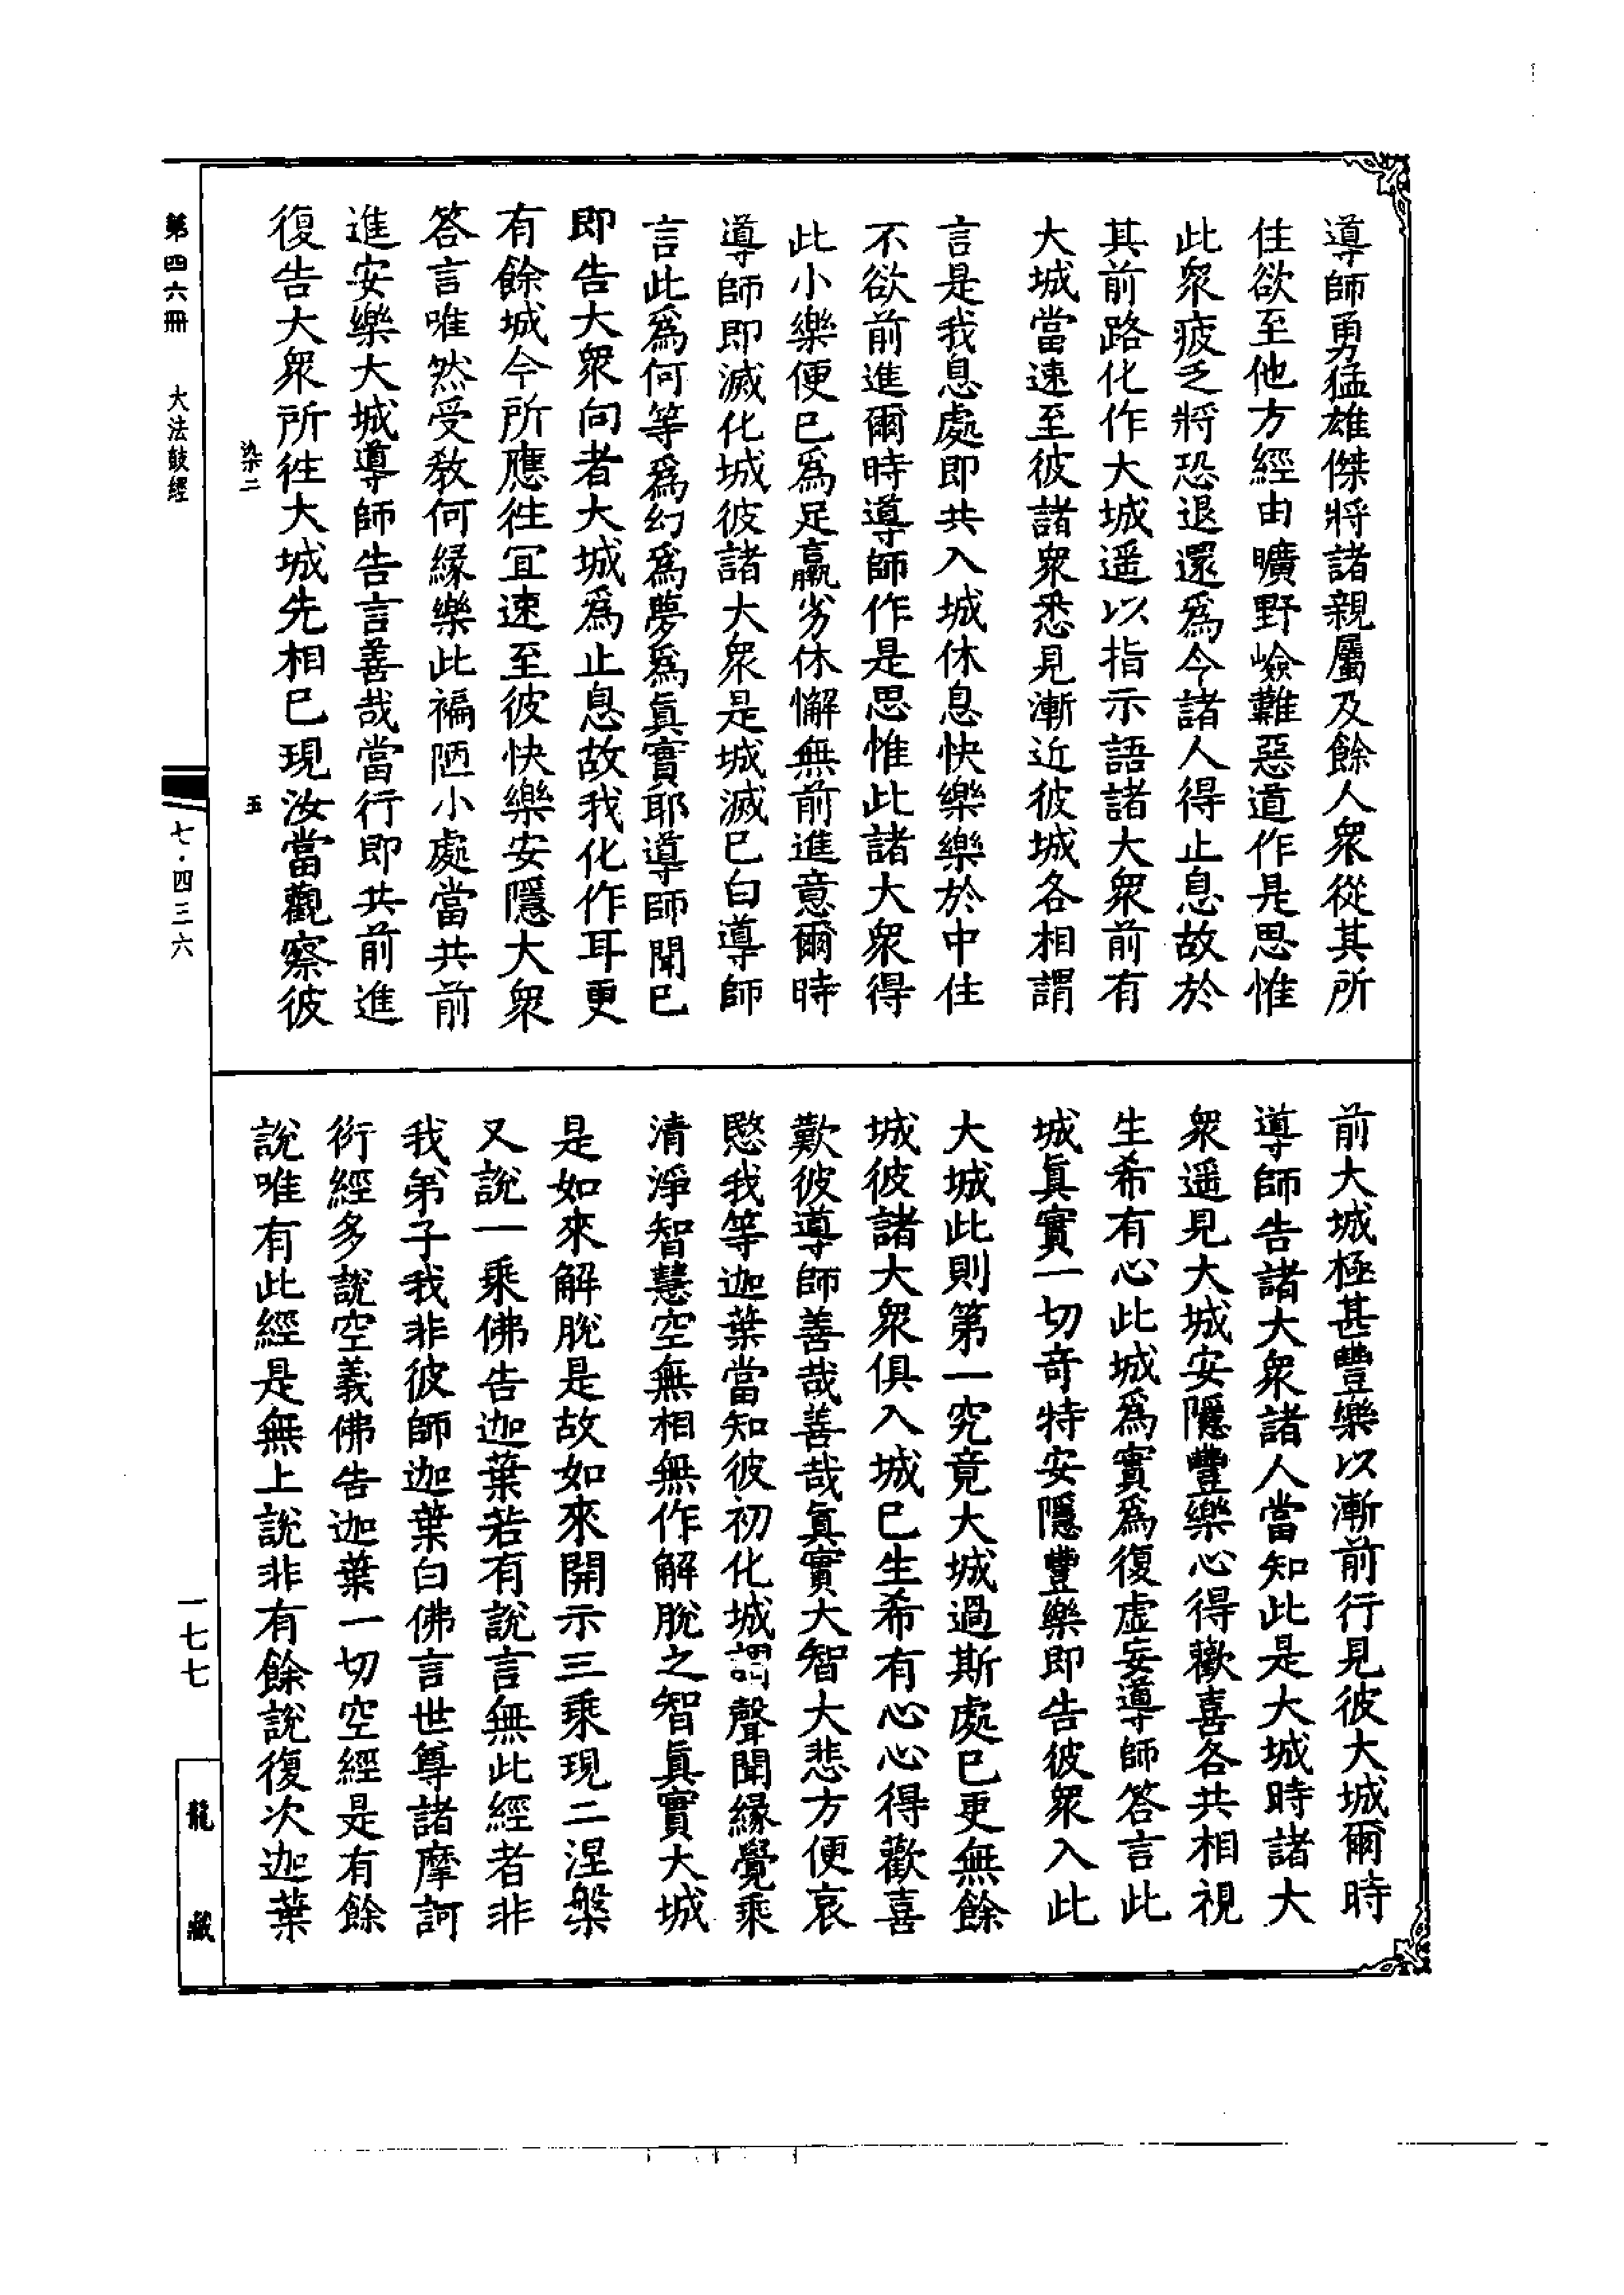 導師勇猛雄傑將諸親屬及餘人衆從其所
住欲至他方經由曠野嶮難惡道作是思惟
此衆疲乏將恐退還爲令諸人得止息故於
其前路化作大城遥以指示語諸大衆前有
大城當速至彼諸衆悉見漸近彼城各相謂
言是我息處即共入城休息快樂樂於中住
不欲前進爾時導師作是思惟此諸大衆得
此小樂便已爲足羸劣休懈無前進意爾時
導師即滅化城彼諸大衆見城滅已白導師
言此爲何等爲幻爲夢爲眞實耶導師聞已
即告大衆向者大城爲止息故我化作耳更
有餘城今所應往宜速至彼快樂安隱大衆
答言唯然受教何緣樂此褊陋小處當共前
進安樂大城導師告言善哉當行即共前進
復告大衆所往大城先相已現汝當觀察彼
前大城極甚豐樂以漸前行見彼大城爾時
導師告諸大衆諸人當知此是大城時諸大
衆遥見大城安隱豐樂心得歡喜各共相視
生希有心此城爲實爲復虛妄導師答言此
城眞實一切奇特安隱豐樂即告彼衆入此
大城此則第一究竟大城過斯處已更無餘
城彼諸大衆俱入城已生希有心心得歡喜
歎彼導師善哉善哉眞實大智大悲方便哀
愍我等迦葉當知彼初化城謂聲聞緣覺乘
清淨智慧空無相無作解脫之智眞實大城
是如來解脫是故如來開示三乘現二涅槃
又說一乘佛告迦葉若有說言無此經者非
我弟子我非彼師迦葉白佛言世尊諸摩訶
衍經多說空義佛告迦葉一切空經是有餘
說唯有此經是無上說非有餘說復次迦葉
第四六冊 大法鼓經
染二 五
七·四三六
一七七
龍藏